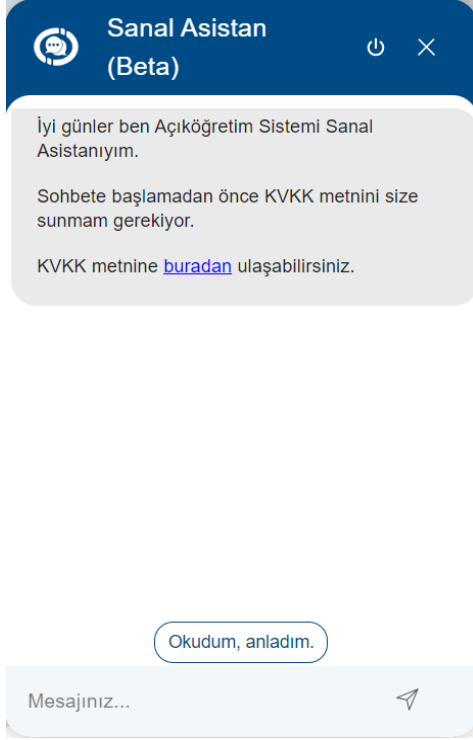 Sanal Asistan
(Beta)
İyi günler ben Açıköğretim Sistemi Sanal
Asistanıyım.
Sohbete başlamadan önce KVKK metnini size
sunmam gerekiyor.
KVKK metnine buradan ulaşabilirsiniz.
Okudum, anladım.
Mesajınız...